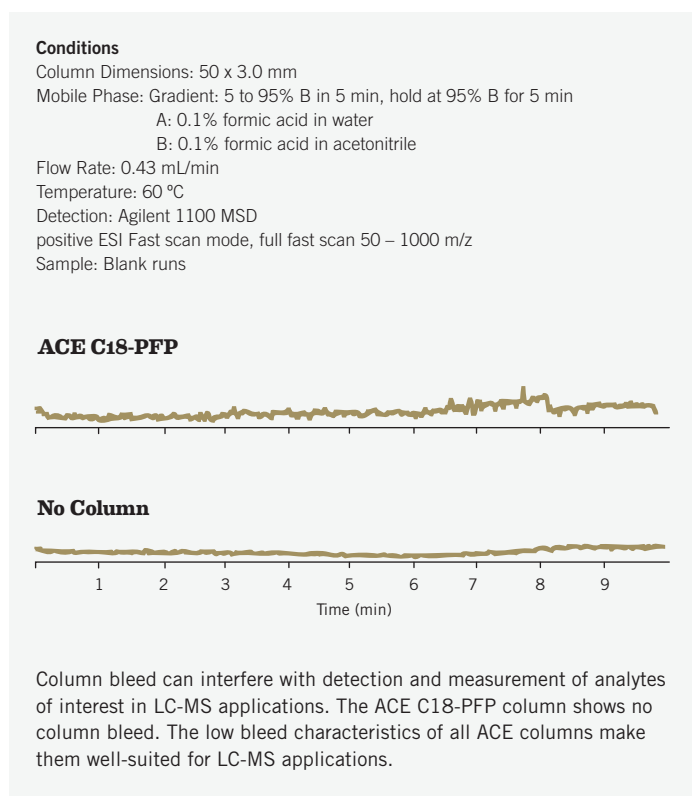 Conditions
Column Dimensions: 50 x 3.0 mm
Mobile Phase: Gradient: 5 to 95% B in 5 min, hold at 95% B for 5 min
A: 0.1% formic acid in water
B: 0.1% formic acid in acetonitrile
Flow Rate: 0.43 mL/min
Temperature: 60 ºC
Detection: Agilent 1100 MSD
positive ESI Fast scan mode, full fast scan 50 – 1000 m/z
Sample: Blank runs
ACE C18-PFP
No Column
1 2 3 4 5 6 7 8 9
Time (min)
Column bleed can interfere with detection and measurement of analytes
of interest in LC-MS applications. The ACE C18-PFP column shows no
column bleed. The low bleed characteristics of all ACE columns make
them well-suited for LC-MS applications.